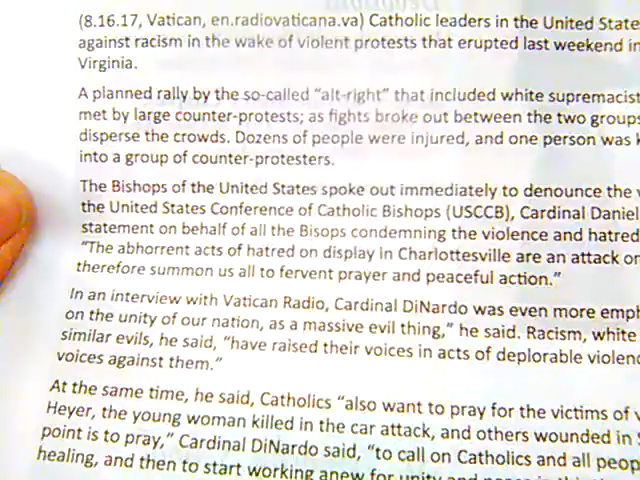 (8.16.17, Vatican, en.radiovaticana.va) Catholic leaders in the United State
against racism in the wake of violent protests that erupted last weekend in
Virginia.
A planned rally by the so-called “alt-right” that included white supremacist
met by large counter-protests; as fights broke out between the two groups
disperse the crowds. Dozens of people were injured, and one person was
into a group of counter-protesters.
The Bishops of the United States spoke out immediately to denounce the
the United States Conference of Catholic Bishops (USCCB), Cardinal Daniel
statement on behalf of all the Bisops condemning the violence and hatred
“The abhorrent acts of hatred on display in Charlottesville are an attack on
therefore summon us all to fervent prayer and peaceful action.”
In an interview with Vatican Radio, Cardinal DiNardo was even more emph
on the unity of our nation, as a massive evil thing,” he said. Racism, white
similar evils, he said, “have raised their voices in acts of deplorable violenc
voices against them.”
At the same time, he said, Catholics “also want to pray for the victims of
Heyer, the young woman killed in the car attack, and others wounded in
point is to pray,” Cardinal DiNardo said, “to call on Catholics and all peop
healing, and then to start working anew for unity and peace in this